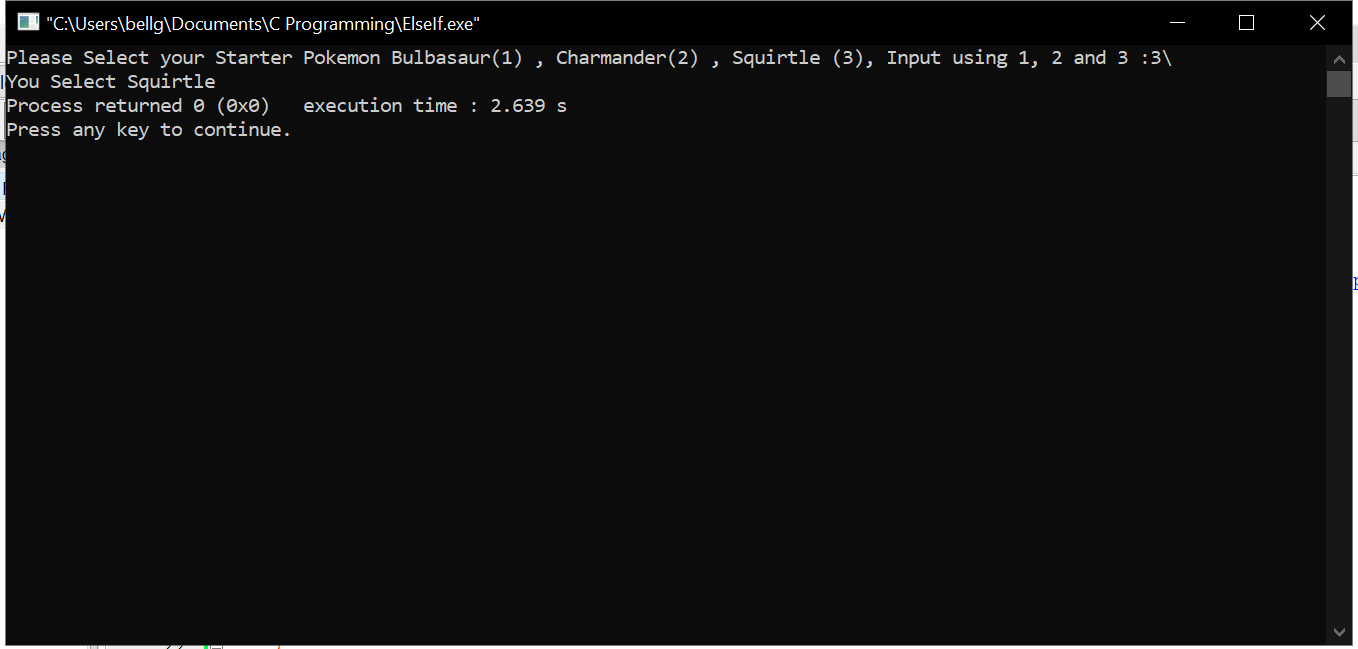 "C:\Users\bellg\Documents\C Programming\ElseIf.exe"
Please Select your Starter Pokemon Bulbasaur(1) , Charmander(2) , Squirtle (3), Input using 1, 2 and 3 :3\
You Select Squirtle
Process returned 0 (0x0)   execution time : 2.639 s
Press any key to continue.